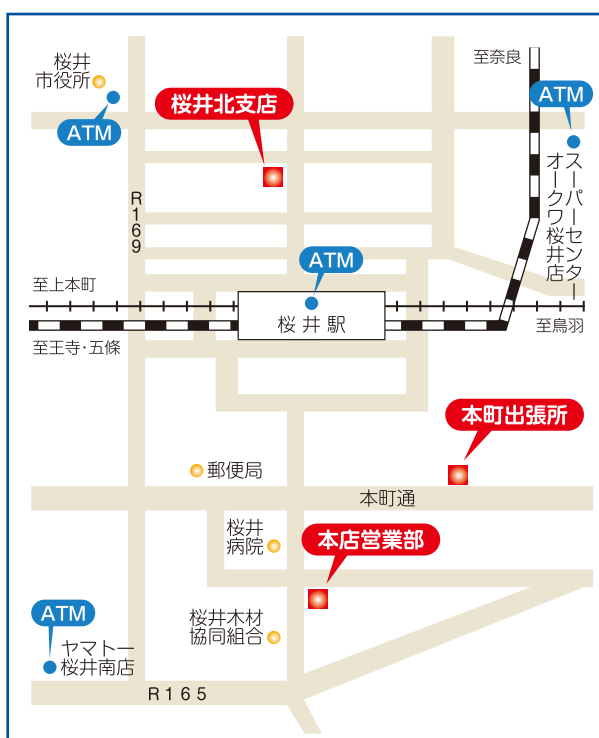 桜井
市役所
ATM
桜井北支店
至奈良
ATM
スーパーセンター
オークワ桜井店
R169
ATM
至上本町
桜井駅
至鳥羽
至王寺・五條
本町出張所
郵便局
本町通
桜井
病院
本店営業部
ATM
ヤマトー
桜井南店
桜井木材
協同組合
R165